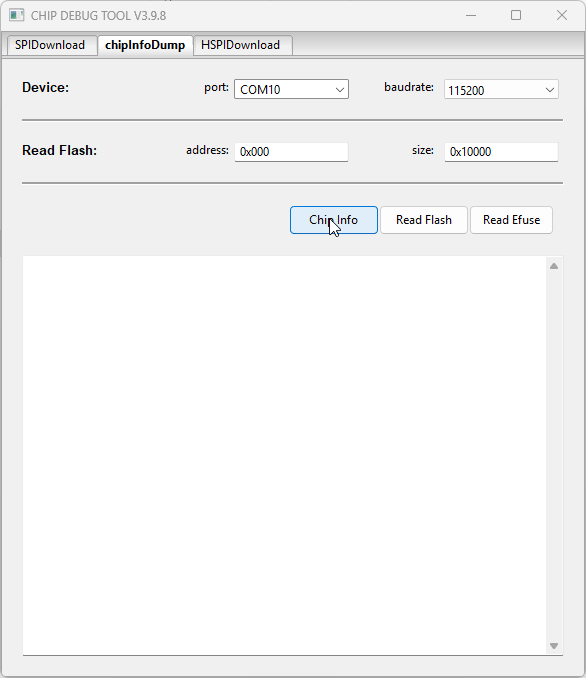 CHIP DEBUG TOOL V3.9.8
SPIDownload chipInfoDump HSPIDownload
Device: port: COM10 baudrate: 115200
Read Flash: address: 0x000 size: 0x10000
Chip Info Read Flash Read Efuse